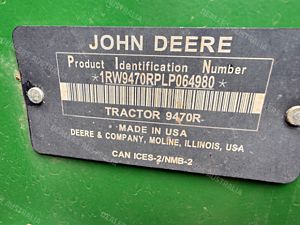 JOHN DEERE
Product Identification Number
*1RW9470RPLP064980*
TRACTOR 9470R
MADE IN USA
DEERE & COMPANY, MOLINE, ILLINOIS, USA
CAN ICES-2/NMB-2